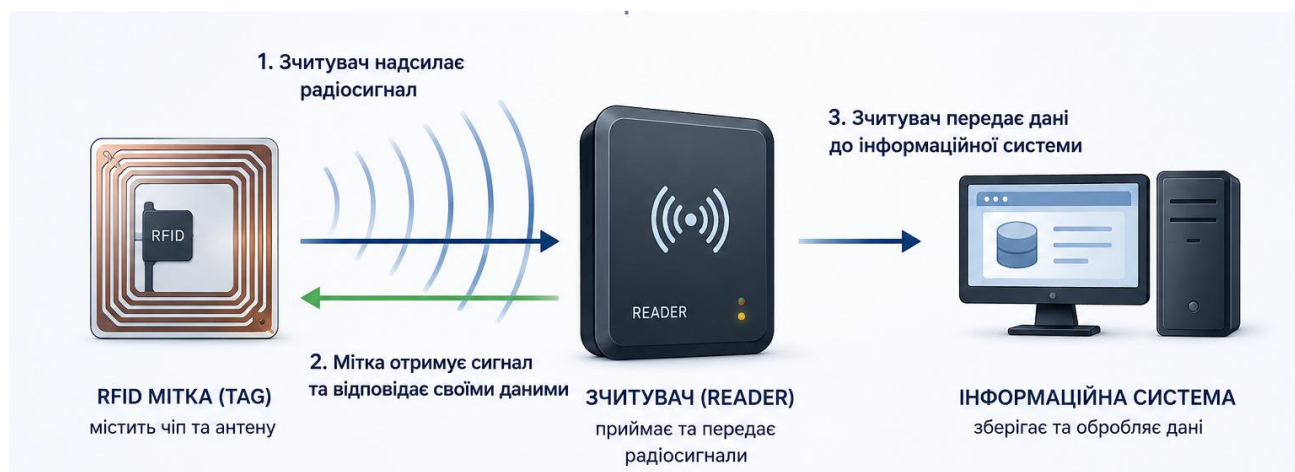 1. Зчитувач надсилає
радіосигнал
3. Зчитувач передає дані
до інформаційної системи
RFID
READER
2. Мітка отримує сигнал
та відповідає своїми даними
RFID МІТКА (TAG)
містить чіп та антену
ЗЧИТУВАЧ (READER)
приймає та передає
радіосигнали
ІНФОРМАЦІЙНА СИСТЕМА
зберігає та обробляє дані